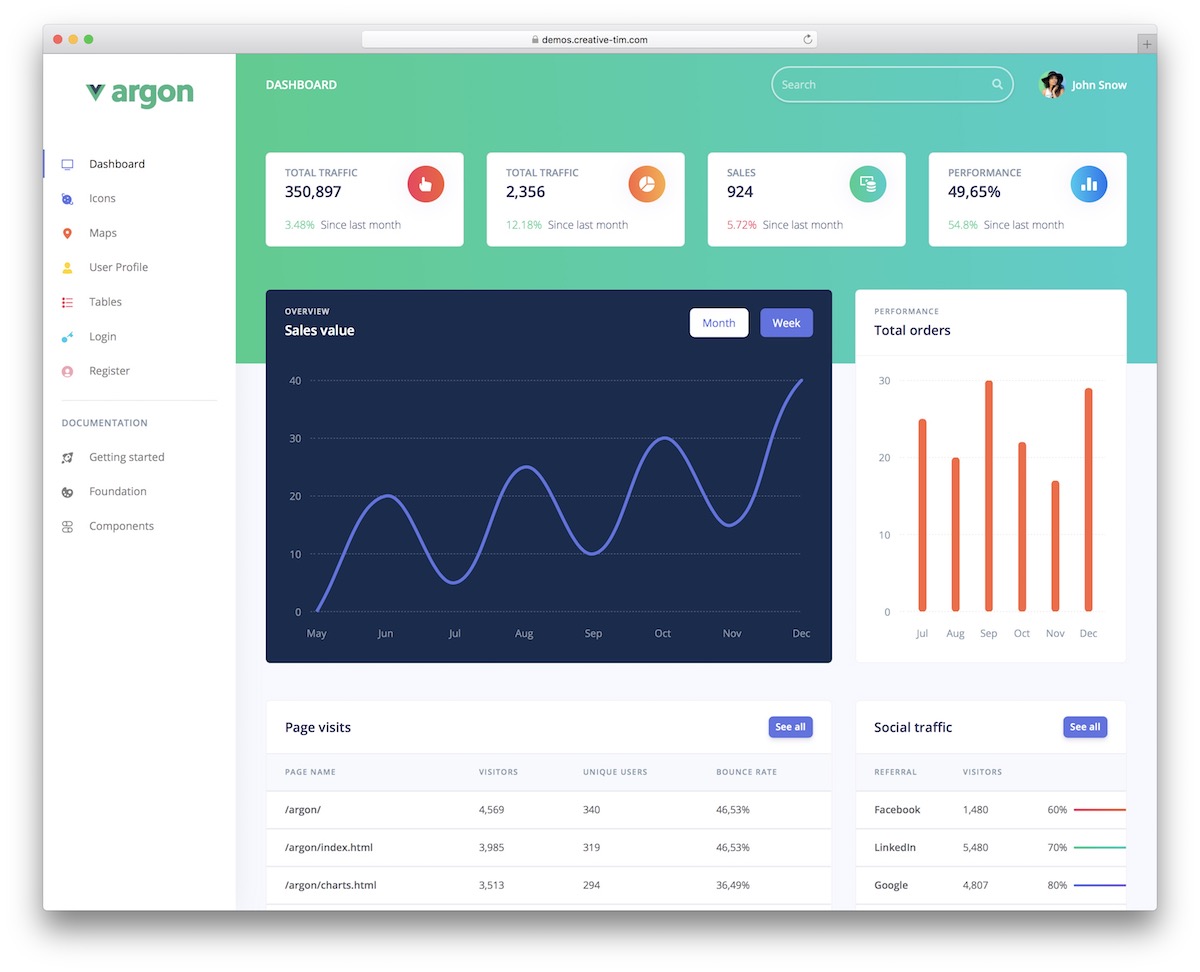 demos.creative-tim.com
argon
Dashboard
Icons
Maps
User Profile
Tables
Login
Register
DOCUMENTATION
Getting started
Foundation
Components
DASHBOARD
Search
John Snow
TOTAL TRAFFIC
350,897
3.48% Since last month
TOTAL TRAFFIC
2,356
12.18% Since last month
SALES
924
5.72% Since last month
PERFORMANCE
49,65%
54.8% Since last month
OVERVIEW
Sales value
Month
Week
40
30
20
10
0
May Jun Jul Aug Sep Oct Nov Dec
PERFORMANCE
Total orders
30
20
10
0
Jul Aug Sep Oct Nov Dec
Page visits
See all
PAGE NAME VISITORS UNIQUE USERS BOUNCE RATE
/argon/ 4,569 340 46,53%
/argon/index.html 3,985 319 46,53%
/argon/charts.html 3,513 294 36,49%
Social traffic
See all
REFERRAL VISITORS
Facebook 1,480 60%
LinkedIn 5,480 70%
Google 4,807 80%